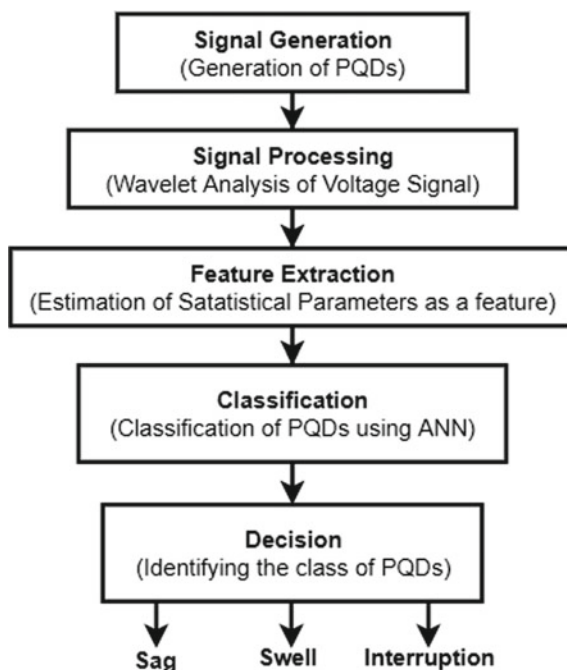 Signal Generation
(Generation of PQDs)
Signal Processing
(Wavelet Analysis of Voltage Signal)
Feature Extraction
(Estimation of Satatistical Parameters as a feature)
Classification
(Classification of PQDs using ANN)
Decision
(Identifying the class of PQDs)
Sag Swell Interruption